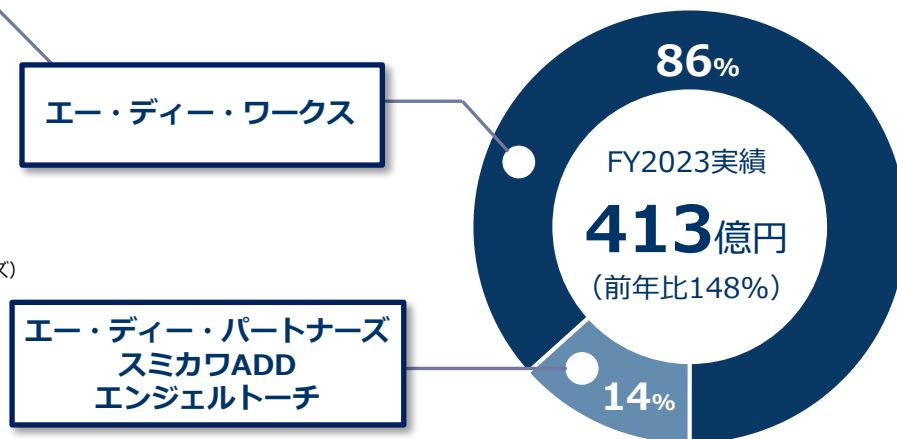 エー・ディー・ワークス
86%
FY2023実績
413億円
（前年比148%）
ズ）
エー・ディー・パートナーズ
スミカワADD
エンジェルトーチ
14%